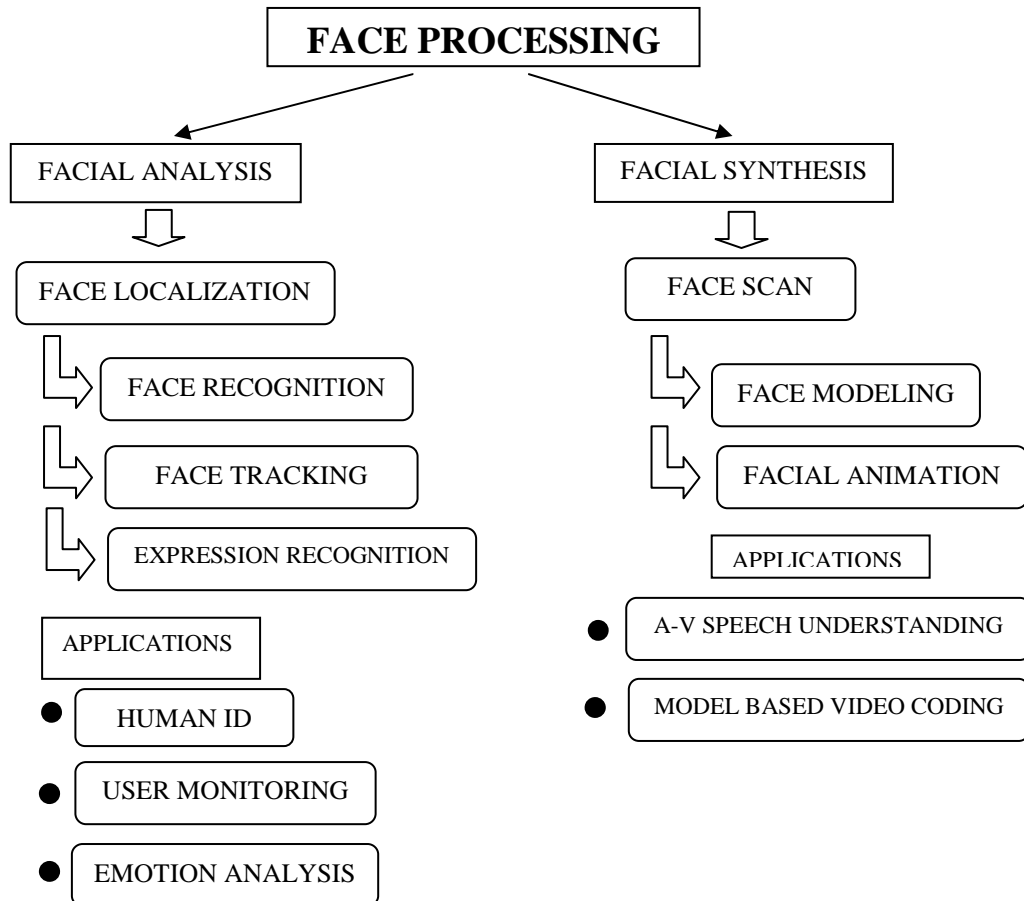 FACE PROCESSING
FACIAL ANALYSIS
FACE LOCALIZATION
FACE RECOGNITION
FACE TRACKING
EXPRESSION RECOGNITION
APPLICATIONS
HUMAN ID
USER MONITORING
EMOTION ANALYSIS
FACIAL SYNTHESIS
FACE SCAN
FACE MODELING
FACIAL ANIMATION
APPLICATIONS
A-V SPEECH UNDERSTANDING
MODEL BASED VIDEO CODING